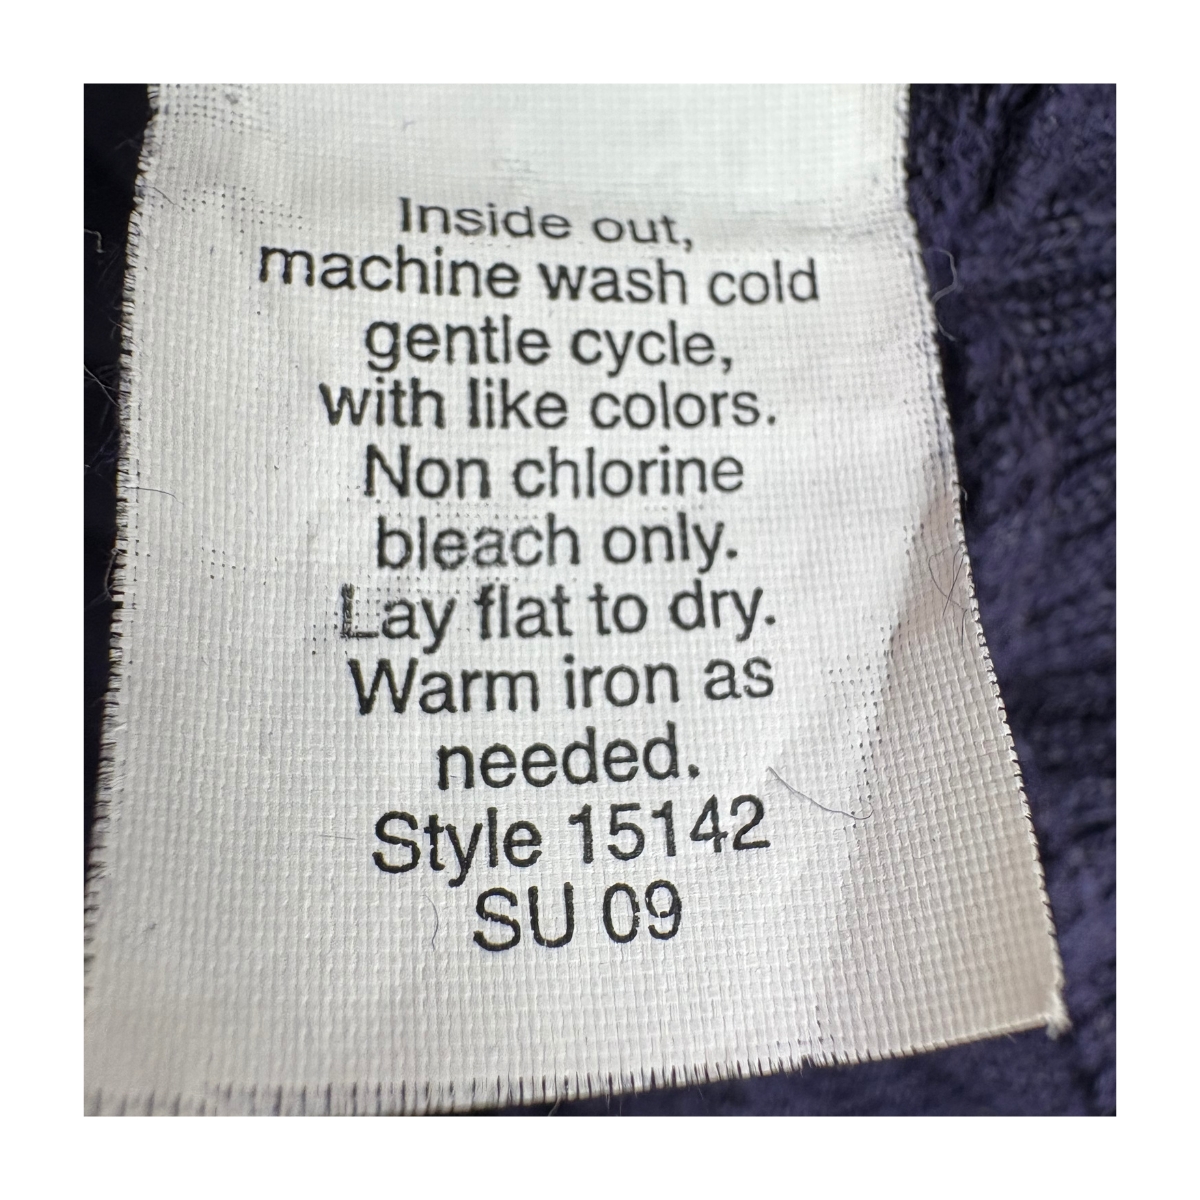 Inside out,
machine wash cold
gentle cycle,
with like colors.
Non chlorine
bleach only.
Lay flat to dry.
Warm iron as
needed.
Style 15142
SU 09